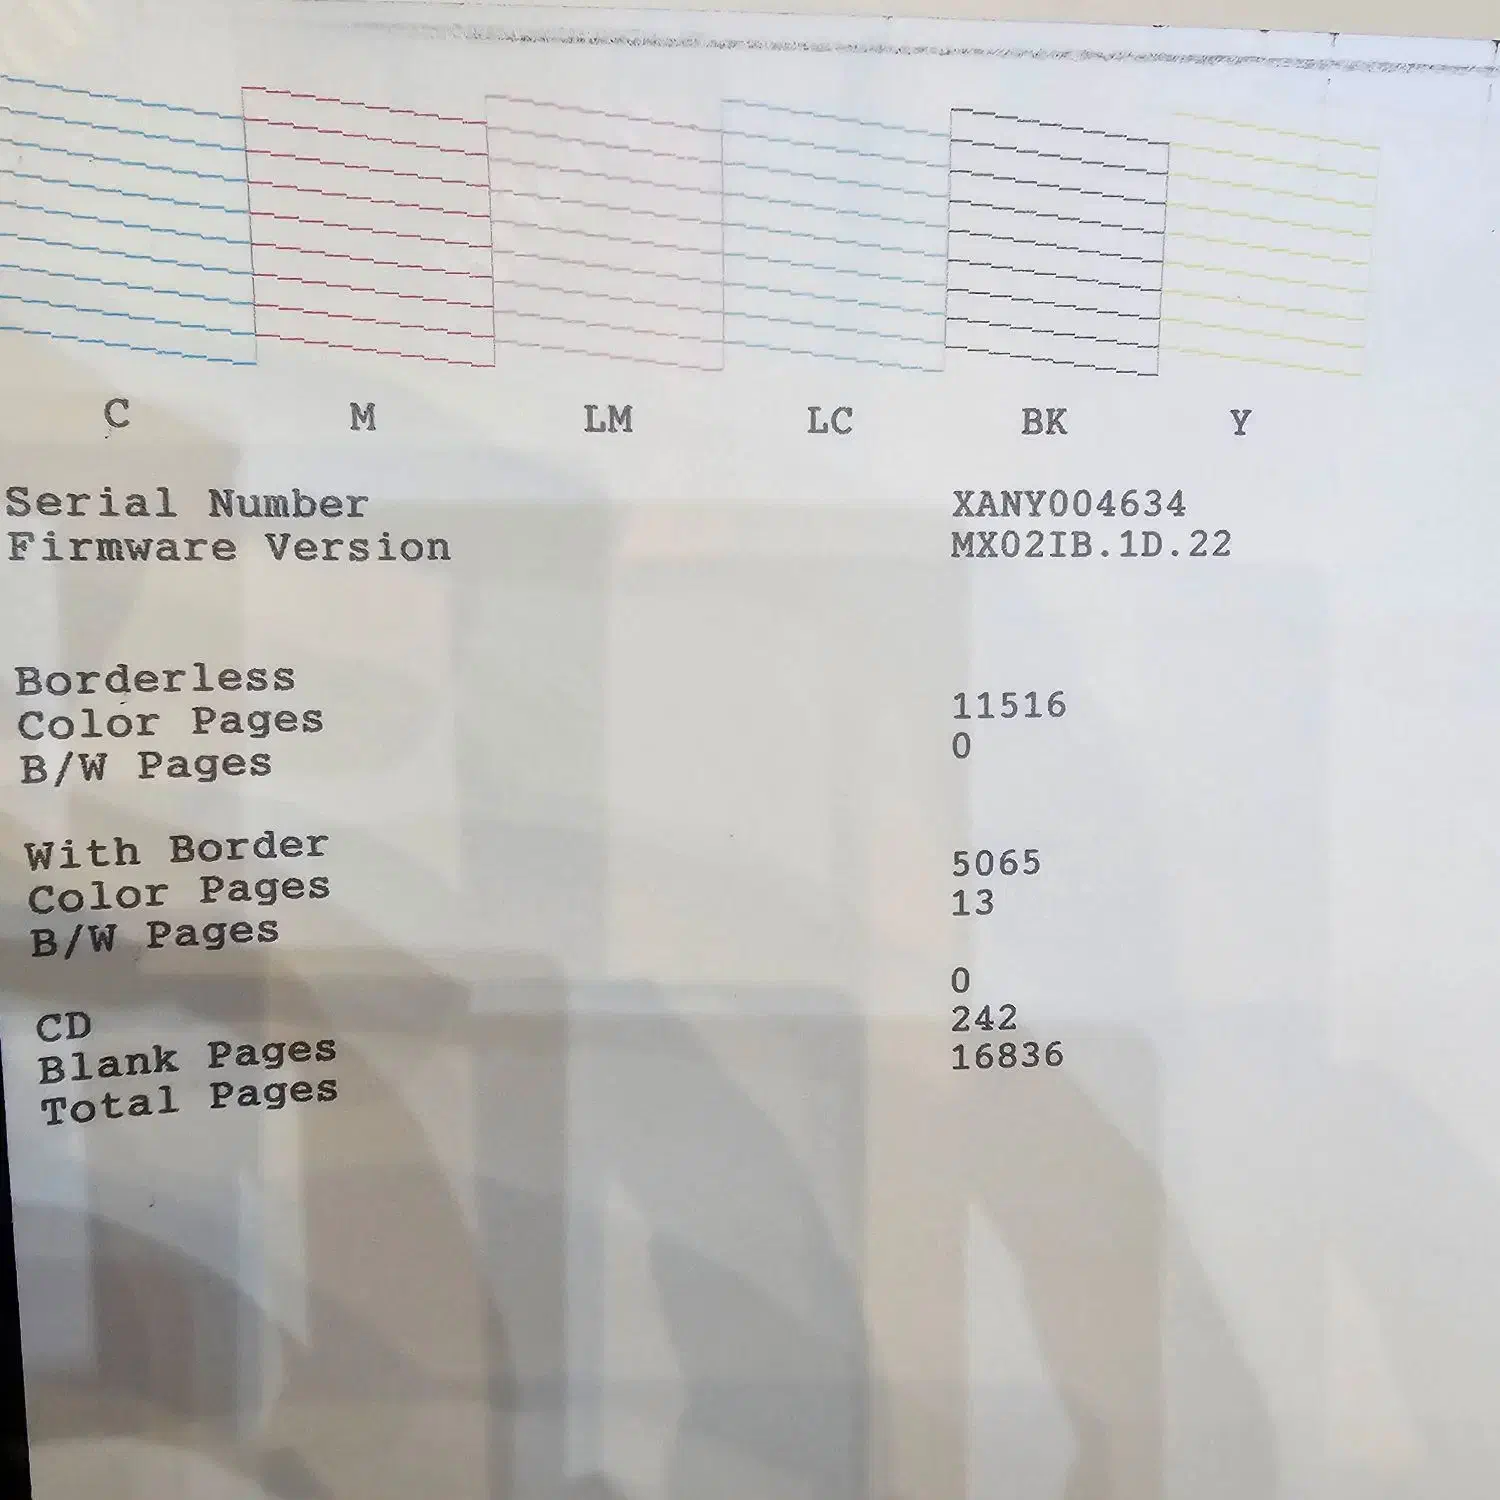 C M LM LC BK Y
Serial Number XANY004634
Firmware Version MX02IB.1D.22
Borderless
Color Pages 11516
B/W Pages 0
With Border
Color Pages 5065
B/W Pages 13
CD 0
Blank Pages 242
Total Pages 16836